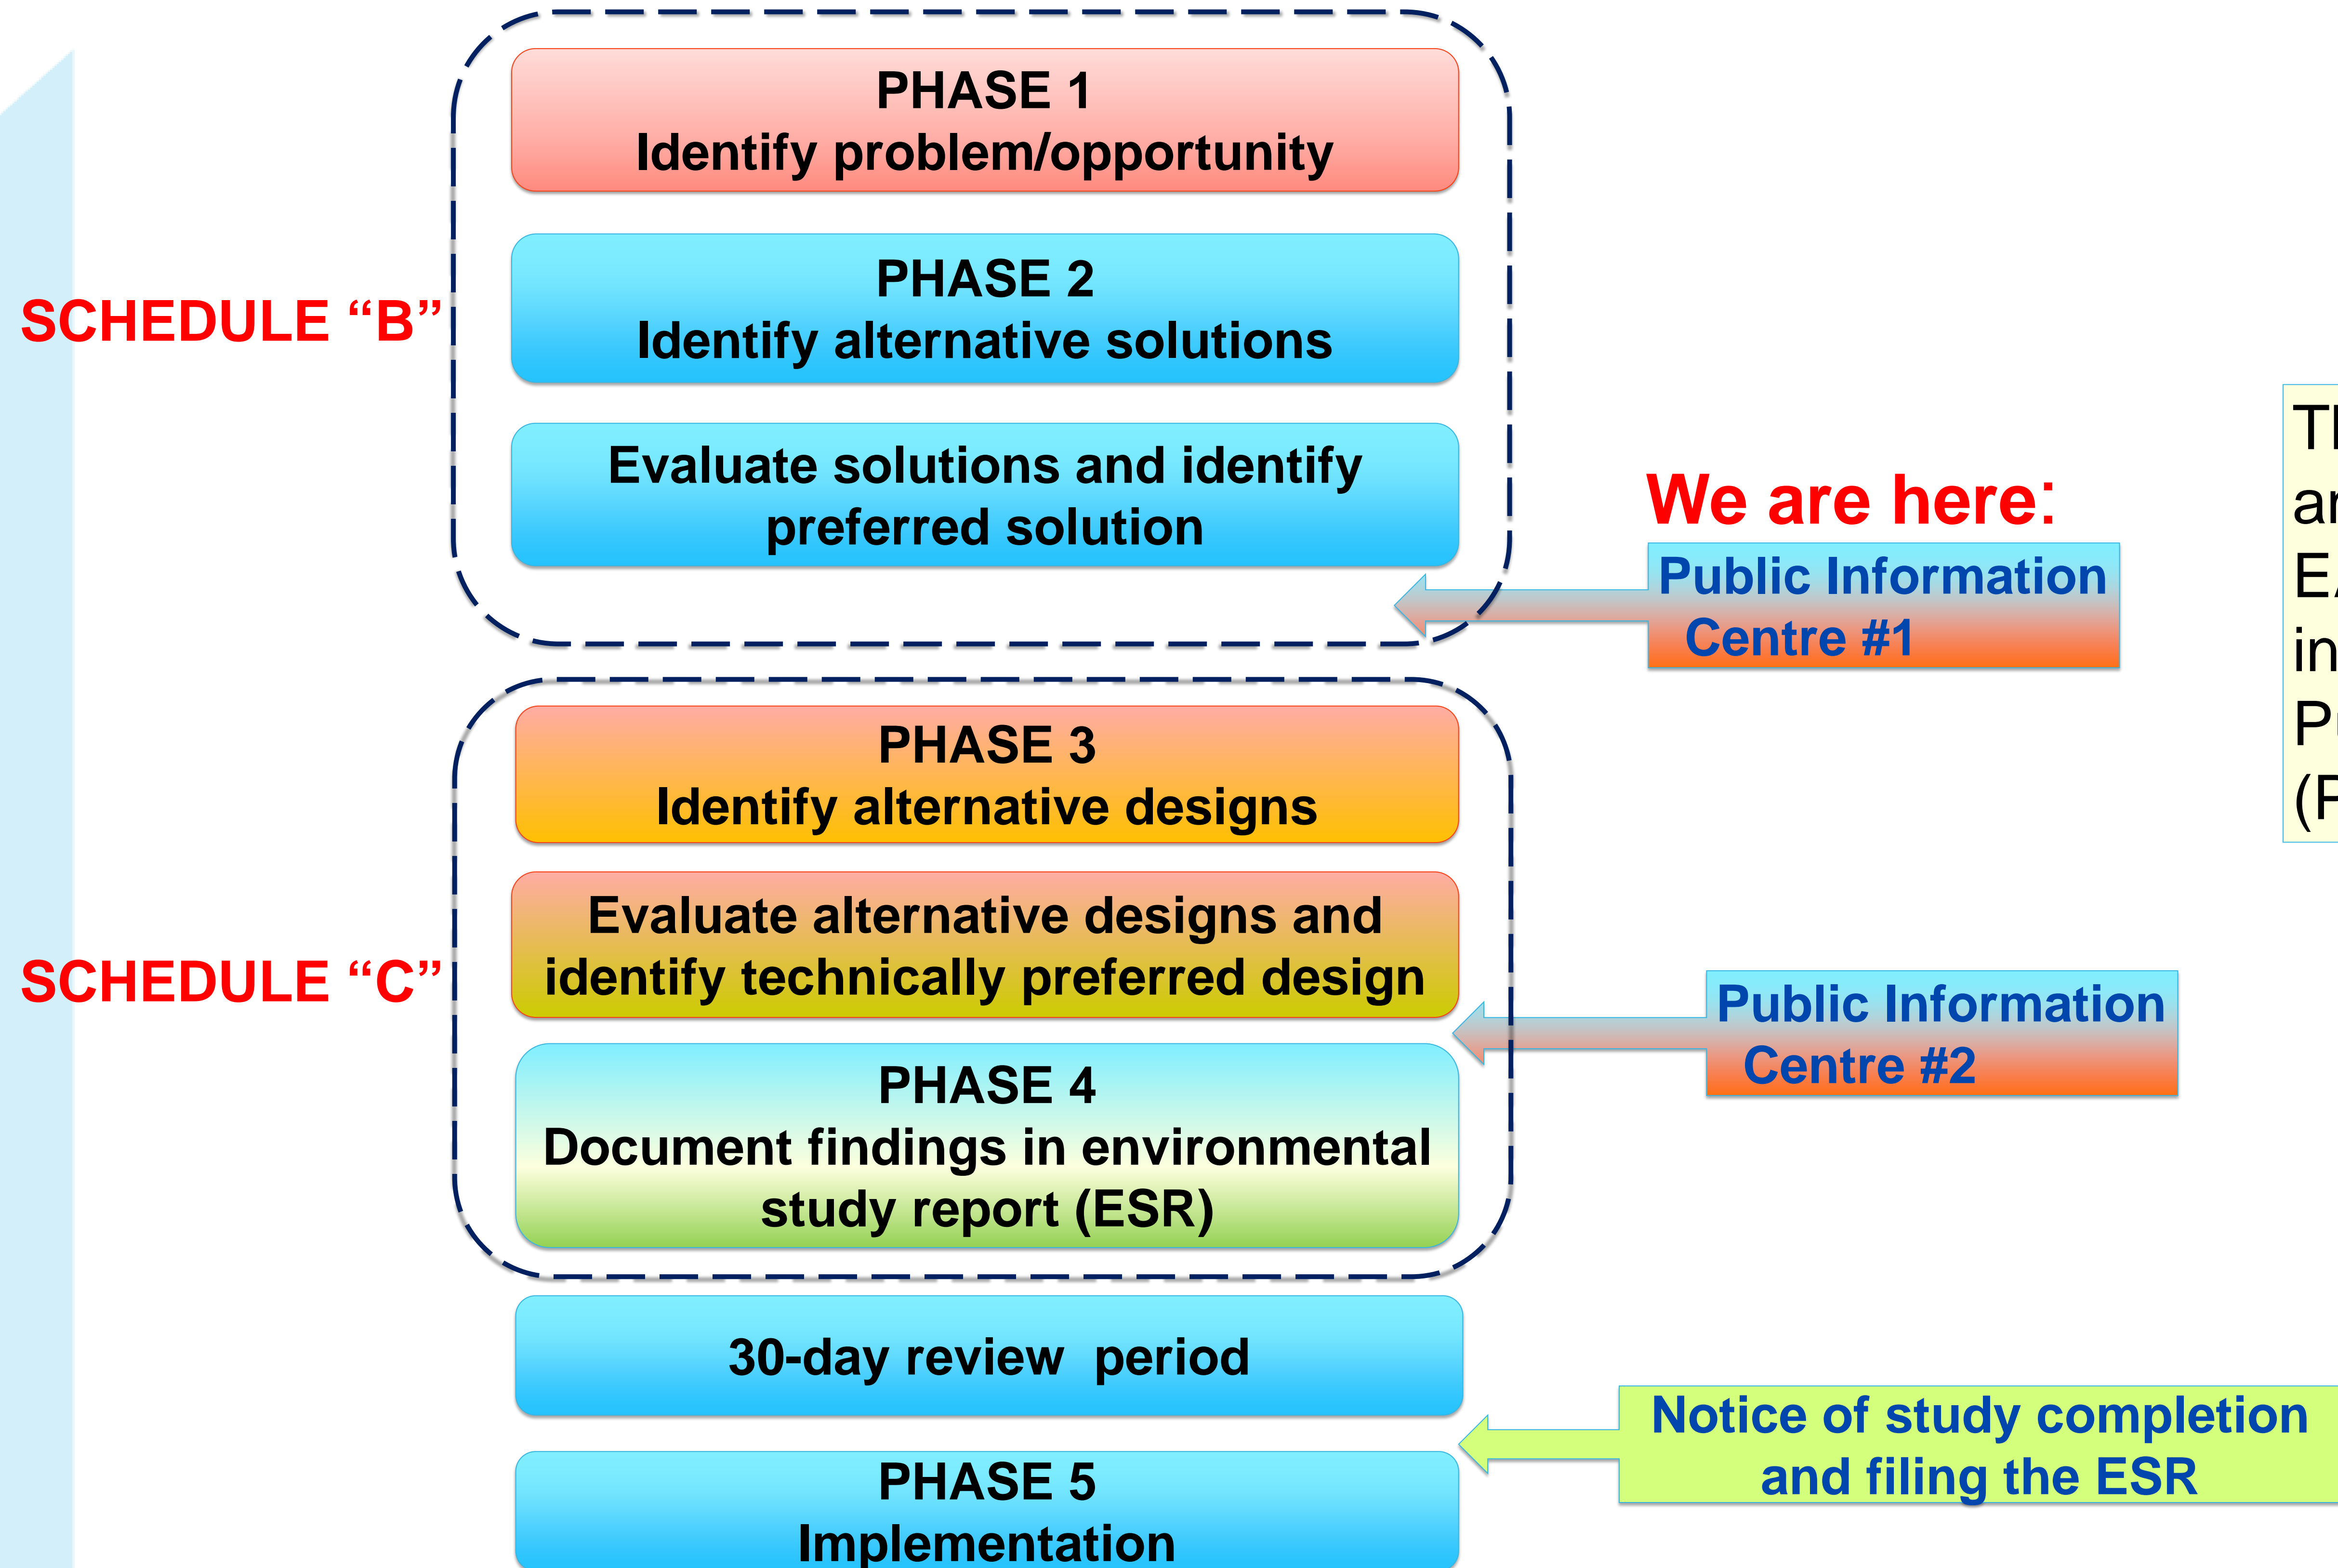 PHASE 1
Identify problem/opportunity
SCHEDULE “B”
PHASE 2
Identify alternative solutions
Evaluate solutions and identify
preferred solution
We are here:
Public Information
Centre #1
PHASE 3
Identify alternative designs
SCHEDULE “C”
Evaluate alternative designs and
identify technically preferred design
Public Information
Centre #2
PHASE 4
Document findings in environmental
study report (ESR)
30-day review period
Notice of study completion
and filing the ESR
PHASE 5
Implementation